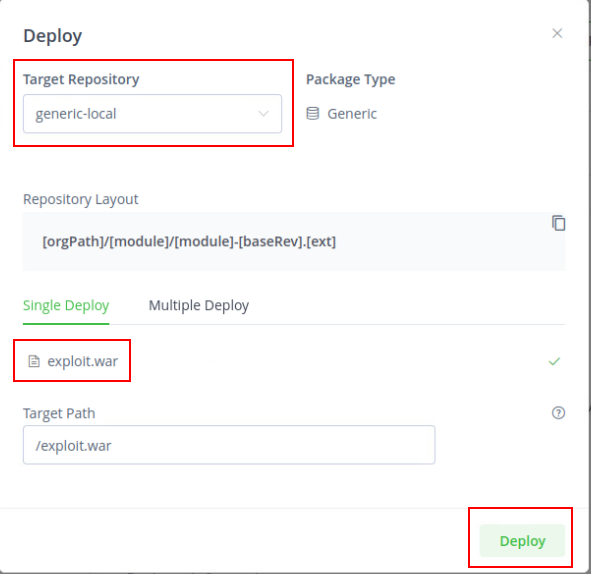 Deploy
Target Repository
Package Type
generic-local
Generic
Repository Layout
[orgPath]/[module]/[module]-[baseRev].[ext]
Single Deploy
Multiple Deploy
exploit.war
Target Path
/exploit.war
Deploy